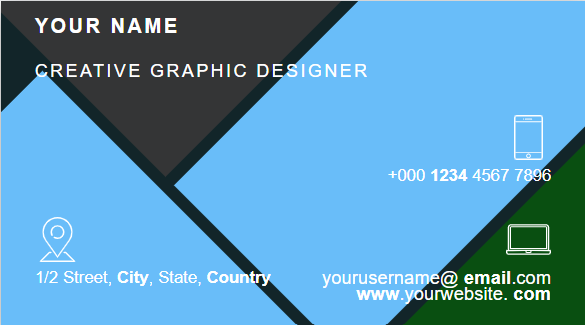 YOUR NAME
CREATIVE GRAPHIC DESIGNER
+000 1234 4567 7896
1/2 Street, City, State, Country
yourusername@ email.com
www.yourwebsite. com